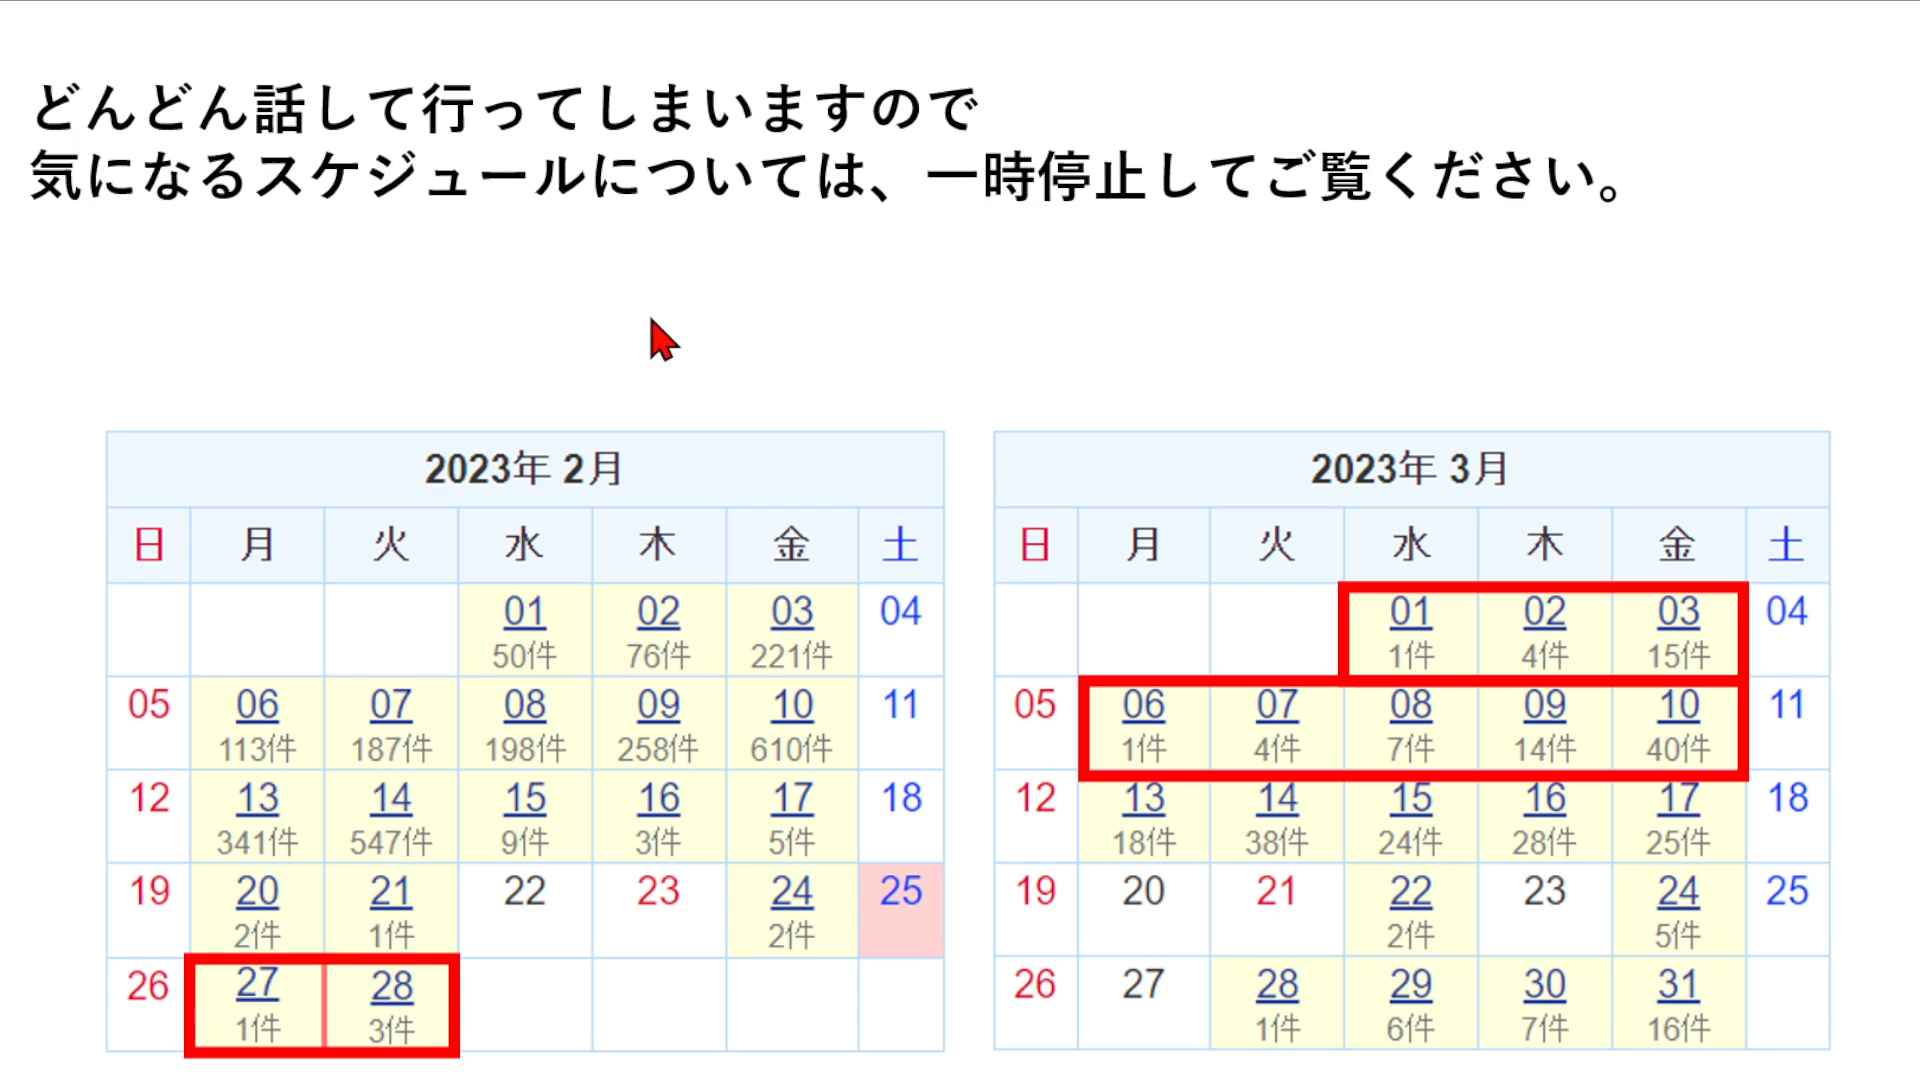 どんどん話して行ってしまいますので
気になるスケジュールについては、一時停止してご覧ください。
2023年 2月
日 月 火 水 木 金 土
01 02 03 04
50件 76件 221件
05 06 07 08 09 10 11
113件 187件 198件 258件 610件
12 13 14 15 16 17 18
341件 547件 9件 3件 5件
19 20 21 22 23 24 25
2件 1件 2件
26 27 28
1件 3件
2023年 3月
日 月 火 水 木 金 土
01 02 03 04
1件 4件 15件
05 06 07 08 09 10 11
1件 4件 7件 14件 40件
12 13 14 15 16 17 18
18件 38件 24件 28件 25件
19 20 21 22 23 24 25
2件 5件
26 27 28 29 30 31
1件 6件 7件 16件